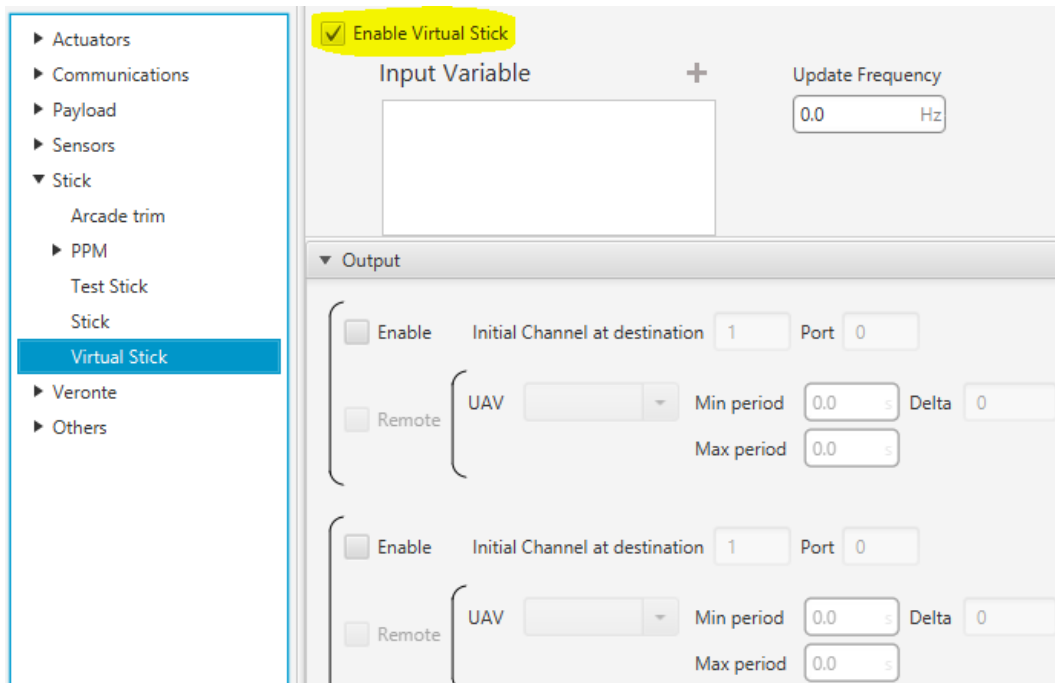 Actuators
Communications
Payload
Sensors
Stick
Arcade trim
PPM
Test Stick
Stick
Virtual Stick
Veronte
Others
Enable Virtual Stick
Input Variable
Update Frequency
0.0 Hz
Output
Enable Initial Channel at destination 1 Port 0
Remote UAV Min period 0.0 s Delta 0
Max period 0.0 s
Enable Initial Channel at destination 1 Port 0
Remote UAV Min period 0.0 s Delta 0
Max period 0.0 s